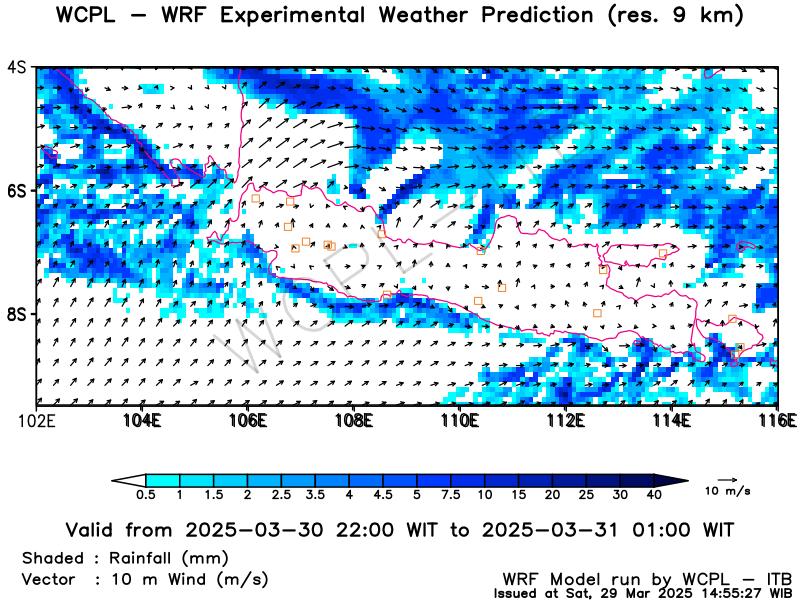 WCPL – WRF Experimental Weather Prediction (res. 9 km)
4S
6S
8S
WCPL-
102E 104E 106E 108E 110E 112E 114E 116E
0.5 1 1.5 2 2.5 3.5 4 4.5 5 7.5 10 15 20 25 30 40
10 m/s
Valid from 2025-03-30 22:00 WIT to 2025-03-31 01:00 WIT
Shaded : Rainfall (mm)
Vector : 10 m Wind (m/s)
WRF Model run by WCPL – ITB
Issued at Sat, 29 Mar 2025 14:55:27 WIB